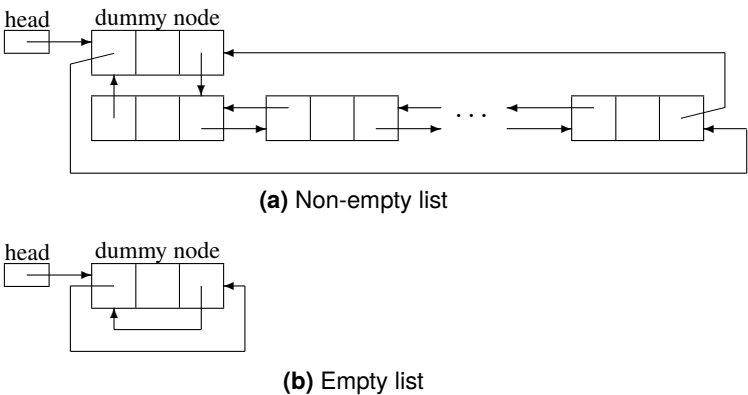 head dummy node
. . .
(a) Non-empty list
head dummy node
(b) Empty list